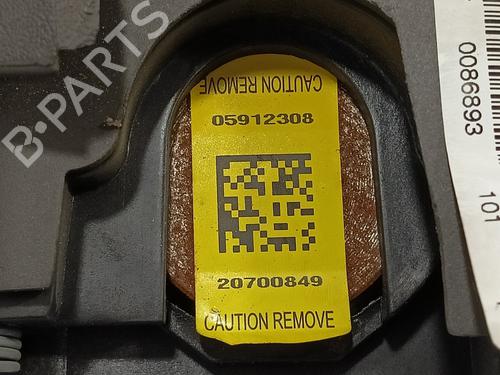 CAUTION REMOVE
05912308
20700849
CAUTION REMOVE
0086893
101
B-PARTS